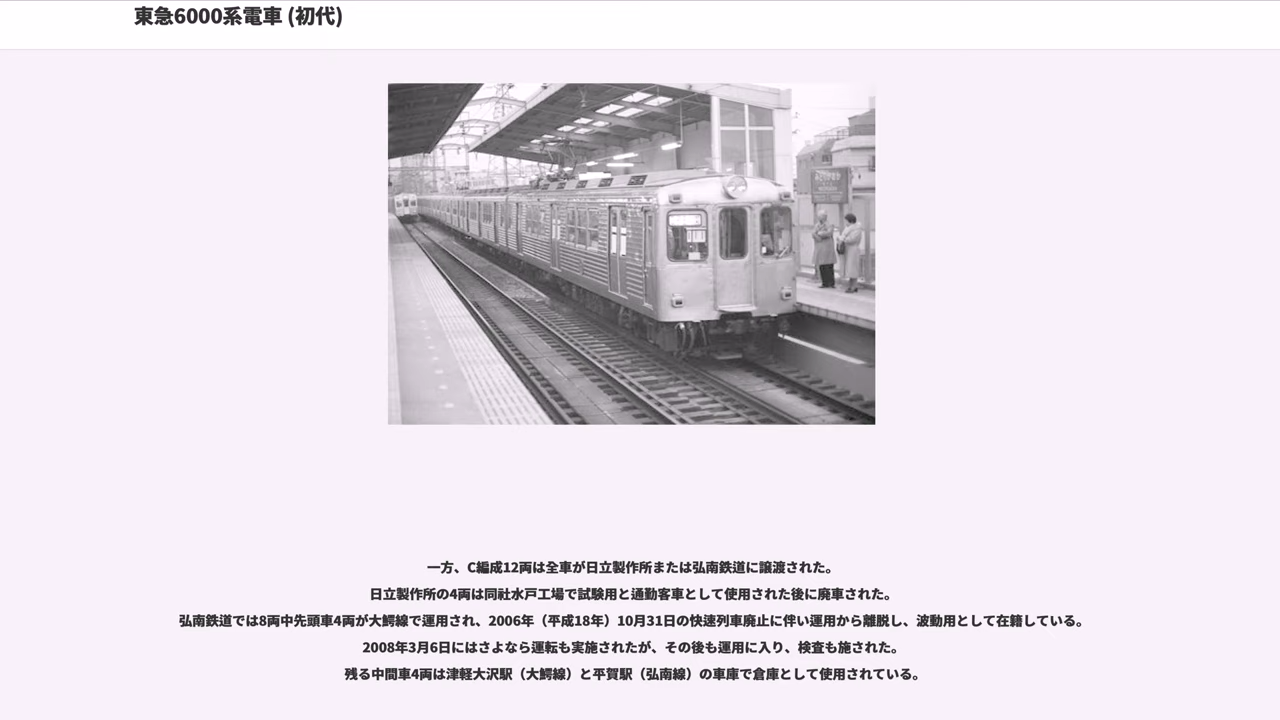 東急6000系電車 (初代)
一方、C編成12両は全車が日立製作所または弘南鉄道に譲渡された。
日立製作所の4両は同社水戸工場で試験用と通勤客車として使用された後に廃車された。
弘南鉄道では8両中先頭車4両が大鰐線で運用され、2006年（平成18年）10月31日の快速列車廃止に伴い運用から離脱し、波動用として在籍している。
2008年3月6日にはさよなら運転も実施されたが、その後も運用に入り、検査も施された。
残る中間車4両は津軽大沢駅（大鰐線）と平賀駅（弘南線）の車庫で倉庫として使用されている。